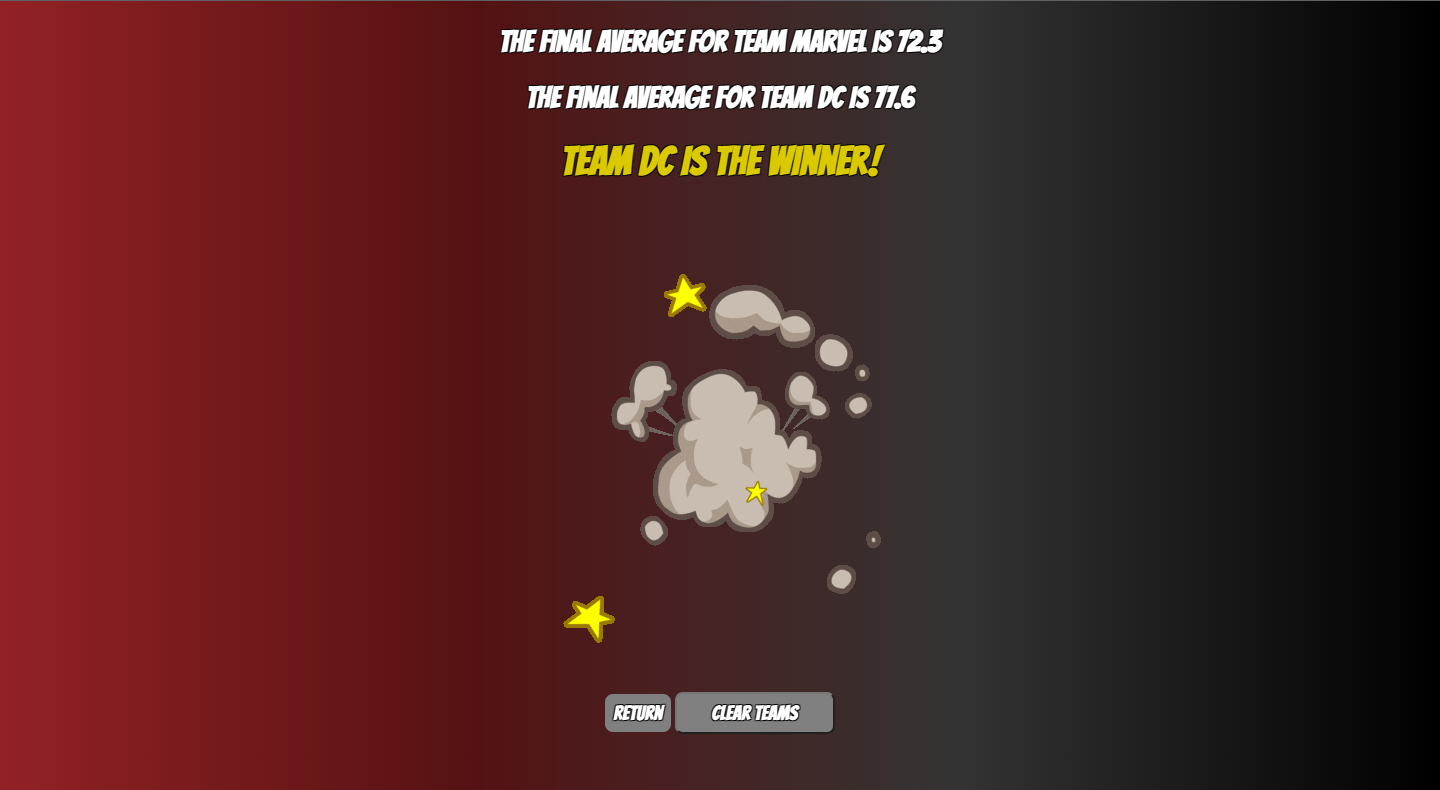 THE FINAL AVERAGE FOR TEAM MARVEL IS 72.3
THE FINAL AVERAGE FOR TEAM DC IS 77.6
TEAM DC IS THE WINNER!
RETURN
CLEAR TEAMS